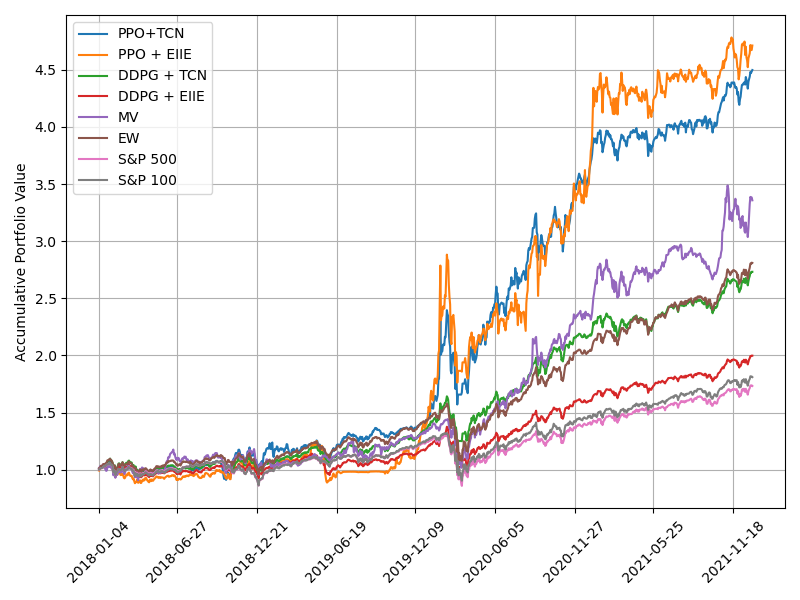 PPO+TCN
PPO + EIIE
DDPG + TCN
DDPG + EIIE
MV
EW
S&P 500
S&P 100
Accumulative Portfolio Value
4.5
4.0
3.5
3.0
2.5
2.0
1.5
1.0
2018-01-04
2018-06-27
2018-12-21
2019-06-19
2019-12-09
2020-06-05
2020-11-27
2021-05-25
2021-11-18